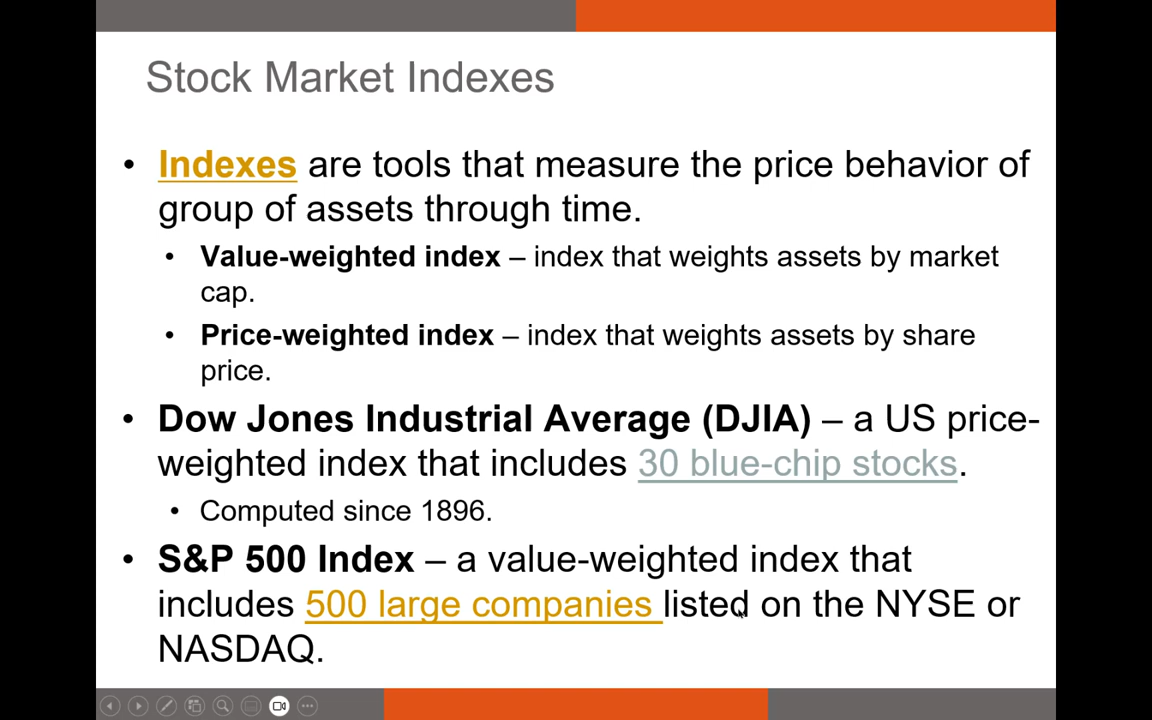 Stock Market Indexes
• Indexes are tools that measure the price behavior of
group of assets through time.
• Value-weighted index – index that weights assets by market
cap.
• Price-weighted index – index that weights assets by share
price.
• Dow Jones Industrial Average (DJIA) – a US price-
weighted index that includes 30 blue-chip stocks.
• Computed since 1896.
• S&P 500 Index – a value-weighted index that
includes 500 large companies listed on the NYSE or
NASDAQ.